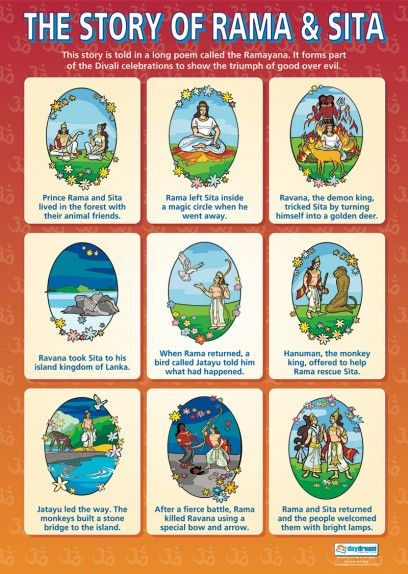 THE STORY OF RAMA & SITA
This story is told in a long poem called the Ramayana. It forms part
of the Divali celebrations to show the triumph of good over evil.
Prince Rama and Sita
lived in the forest with
their animal friends.
Rama left Sita inside
a magic circle when he
went away.
Ravana, the demon king,
tricked Sita by turning
himself into a golden deer.
Ravana took Sita to his
island kingdom of Lanka.
When Rama returned, a
bird called Jatayu told him
what had happened.
Hanuman, the monkey
king, offered to help
Rama rescue Sita.
Jatayu led the way. The
monkeys built a stone
bridge to the island.
After a fierce battle, Rama
killed Ravana using a
special bow and arrow.
Rama and Sita returned
and the people welcomed
them with bright lamps.
daydream